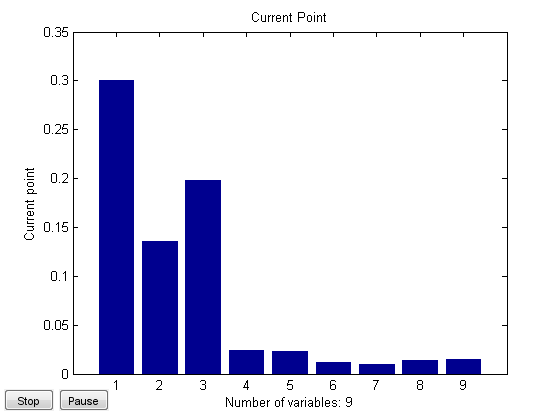 Current Point
0.35
0.3
0.25
0.2
0.15
0.1
0.05
0
Current point
1 2 3 4 5 6 7 8 9
Number of variables: 9
Stop Pause